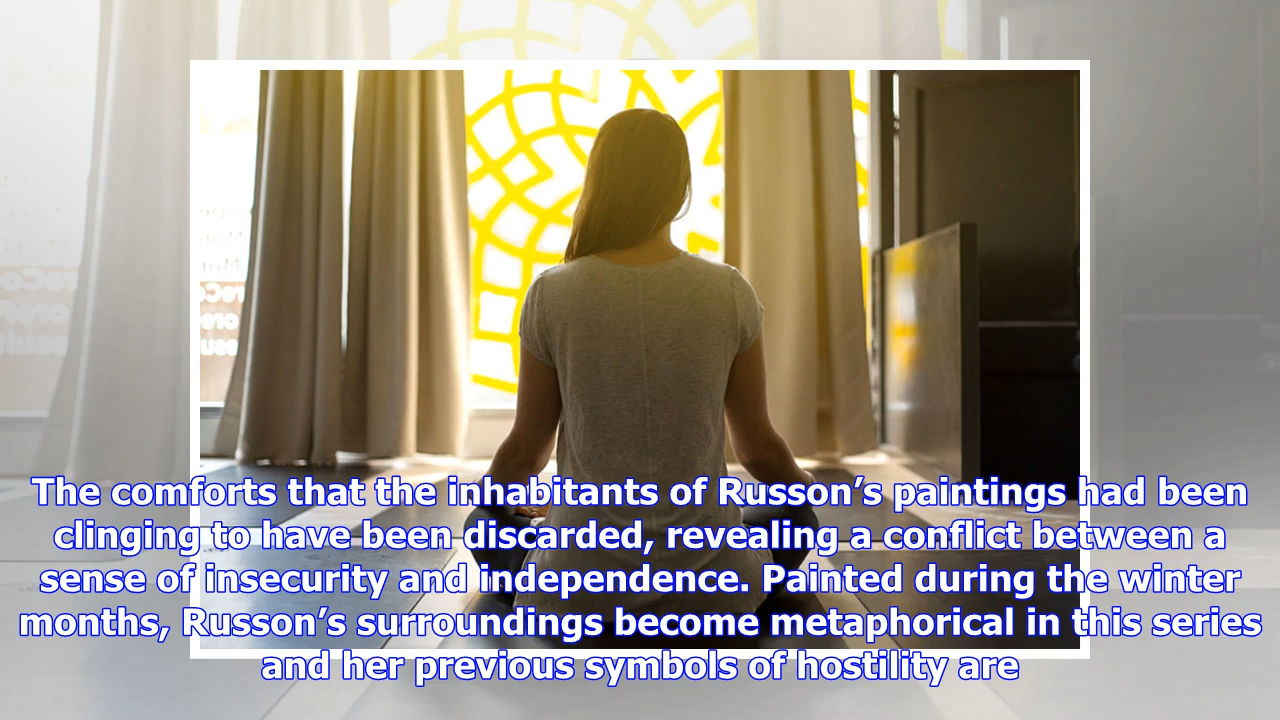 The comforts that the inhabitants of Russon’s paintings had been
clinging to have been discarded, revealing a conflict between a
sense of insecurity and independence. Painted during the winter
months, Russon’s surroundings become metaphorical in this series
and her previous symbols of hostility are